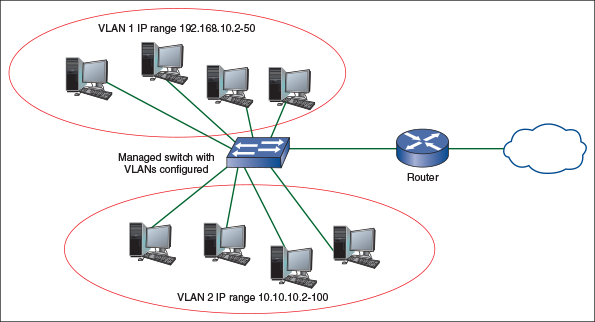 VLAN 1 IP range 192.168.10.2-50
Managed switch with
VLANs configured
Router
VLAN 2 IP range 10.10.10.2-100